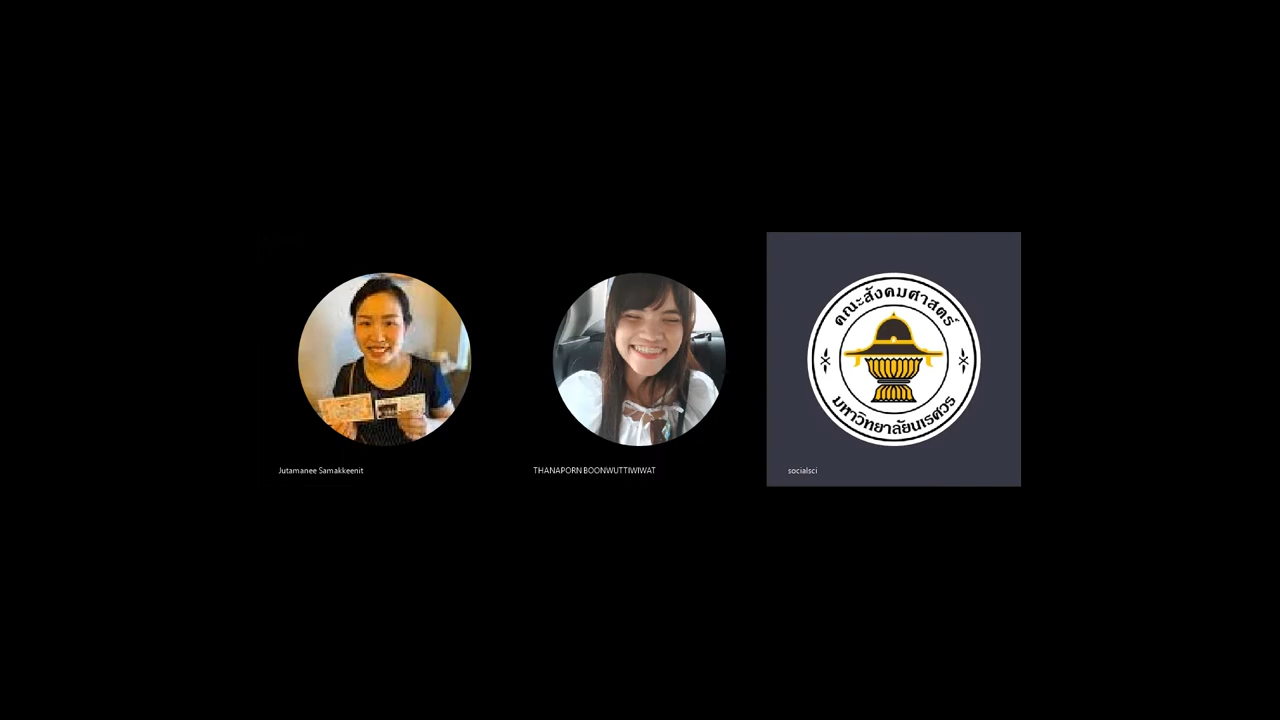 Jutamanee Samakkeenit
THANAPORN BOONWUTTIWIWAT
คณะสังคมศาสตร์
มหาวิทยาลัยนเรศวร
socialsci